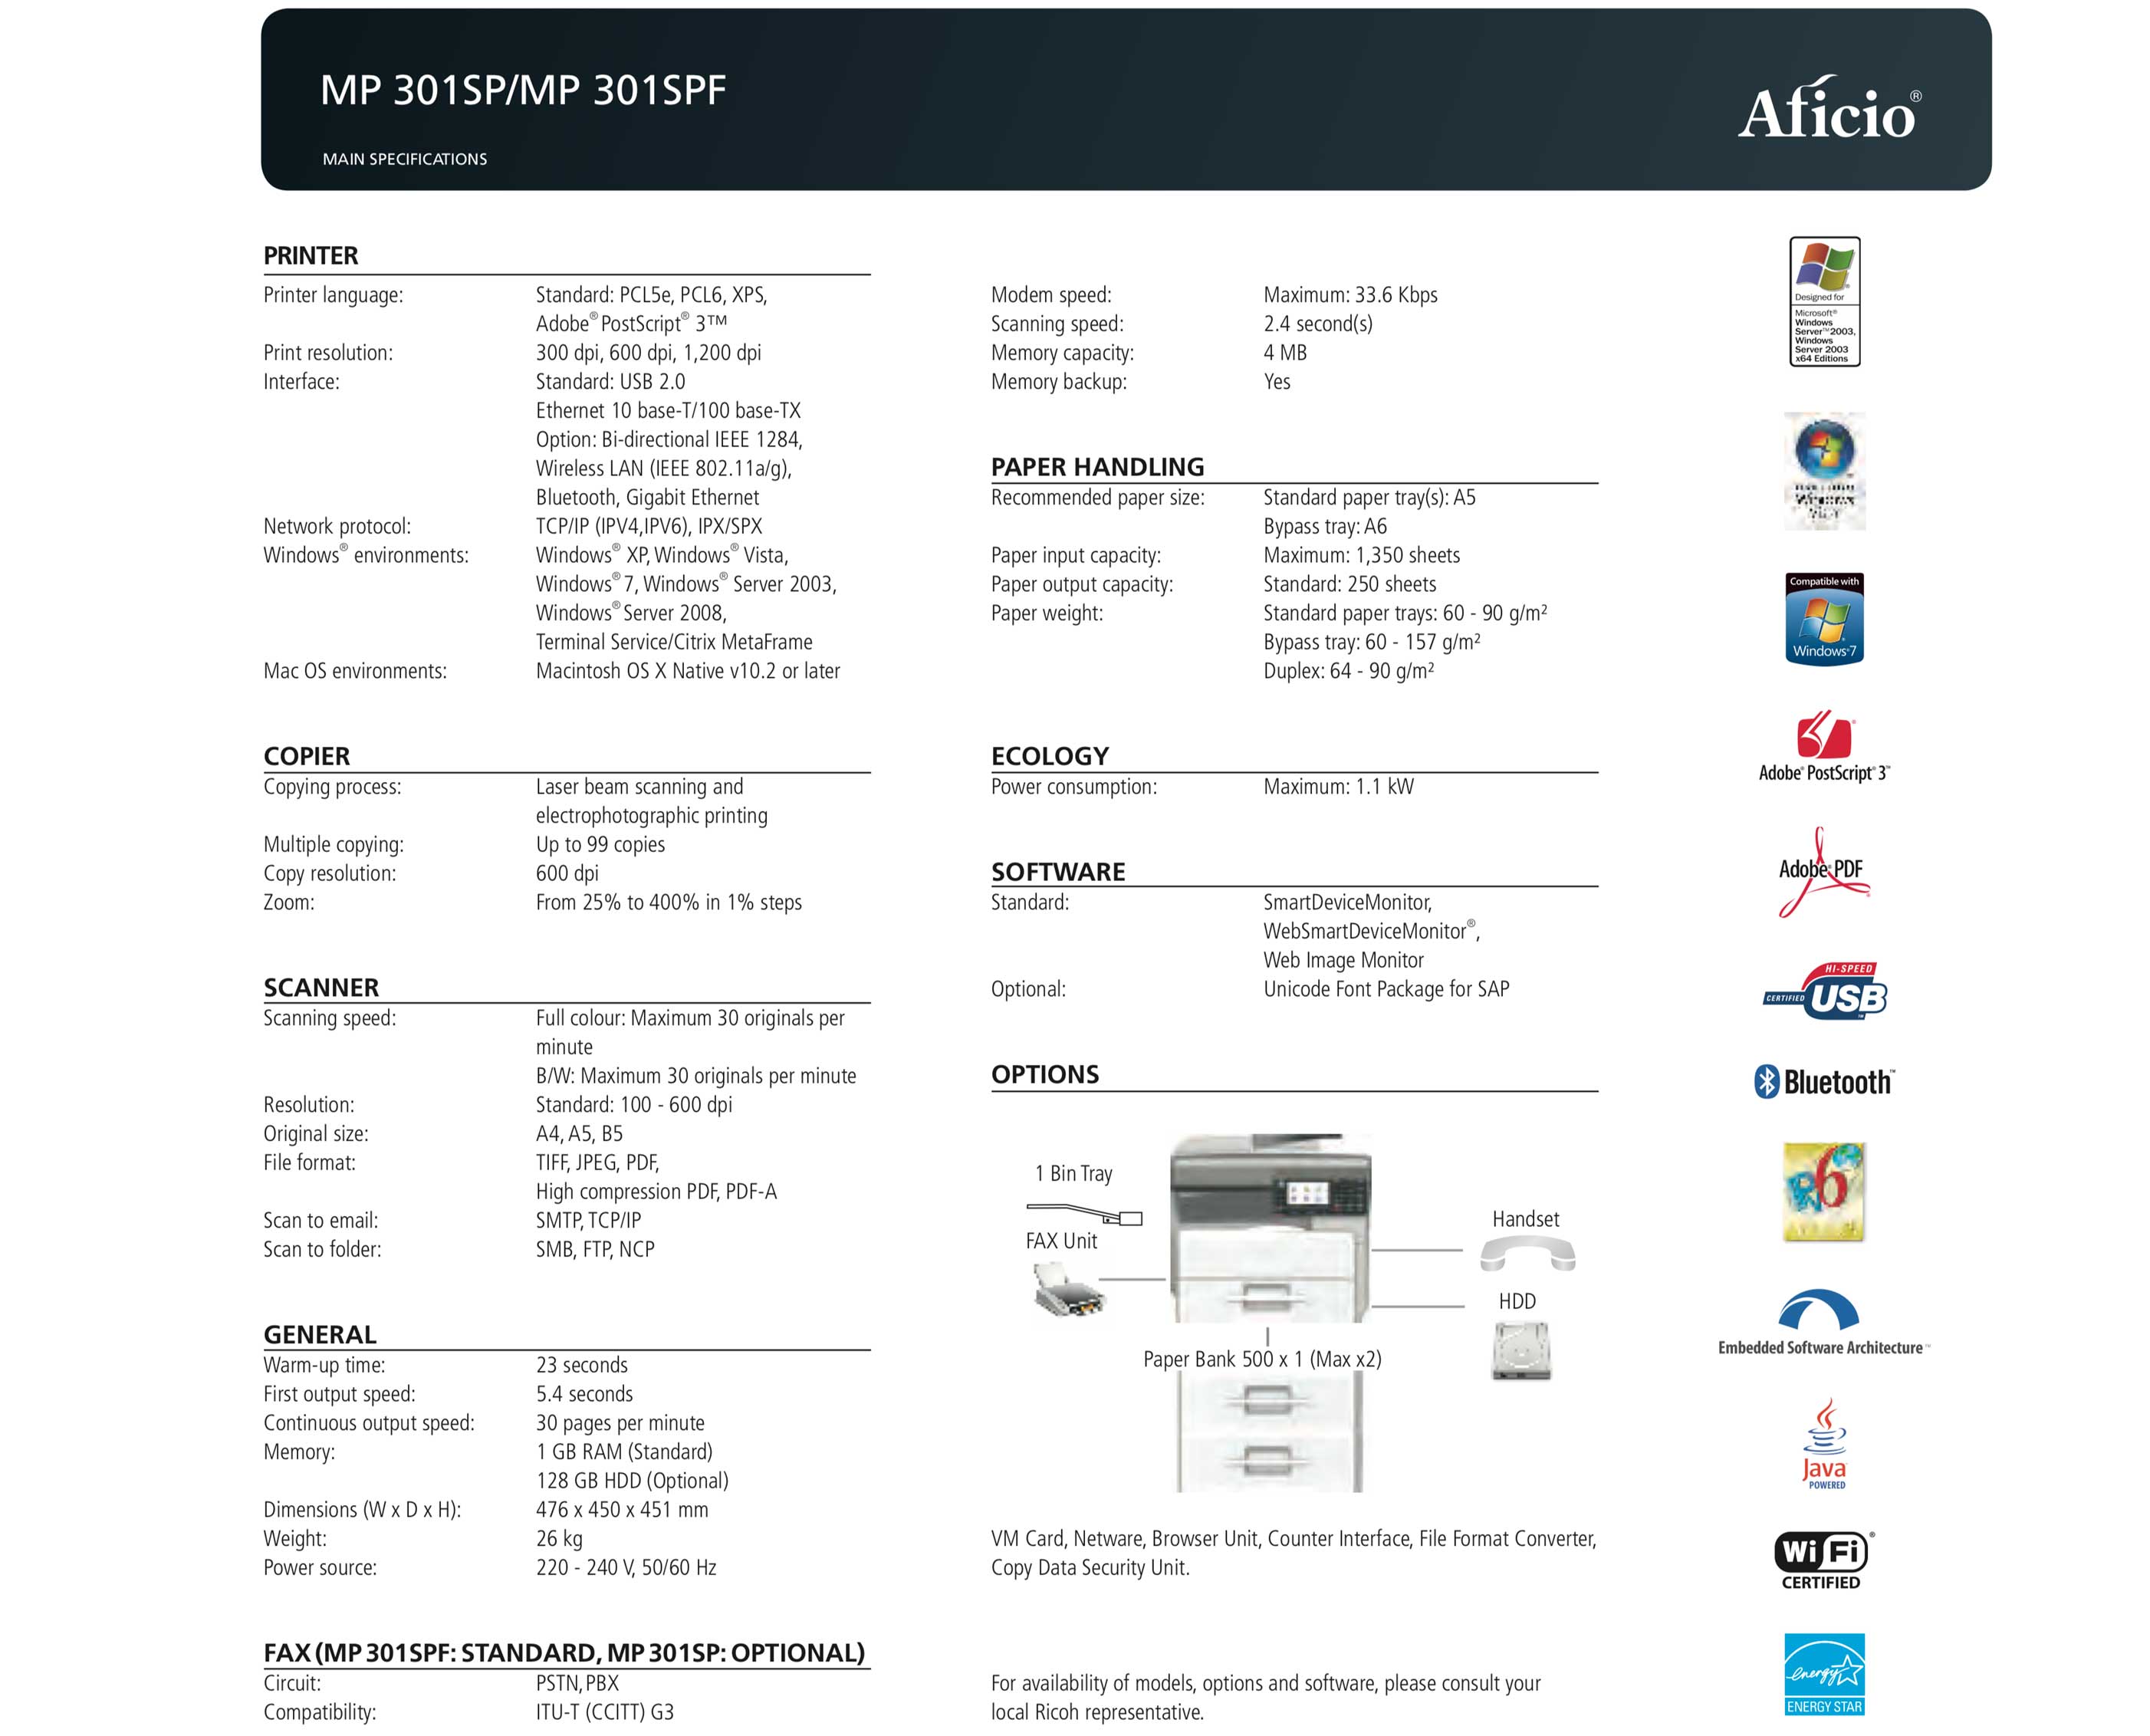 MP 301SP/MP 301SPF
MAIN SPECIFICATIONS
Aficio®
PRINTER
Printer language: Standard: PCL5e, PCL6, XPS,
Adobe® PostScript® 3™
Print resolution: 300 dpi, 600 dpi, 1,200 dpi
Interface: Standard: USB 2.0
Ethernet 10 base-T/100 base-TX
Option: Bi-directional IEEE 1284,
Wireless LAN (IEEE 802.11a/g),
Bluetooth, Gigabit Ethernet
Network protocol: TCP/IP (IPV4,IPV6), IPX/SPX
Windows® environments: Windows® XP, Windows® Vista,
Windows® 7, Windows® Server 2003,
Windows® Server 2008,
Terminal Service/Citrix MetaFrame
Mac OS environments: Macintosh OS X Native v10.2 or later
COPIER
Copying process: Laser beam scanning and
electrophotographic printing
Multiple copying: Up to 99 copies
Copy resolution: 600 dpi
Zoom: From 25% to 400% in 1% steps
SCANNER
Scanning speed: Full colour: Maximum 30 originals per
minute
B/W: Maximum 30 originals per minute
Resolution: Standard: 100 - 600 dpi
Original size: A4, A5, B5
File format: TIFF, JPEG, PDF,
High compression PDF, PDF-A
Scan to email: SMTP, TCP/IP
Scan to folder: SMB, FTP, NCP
GENERAL
Warm-up time: 23 seconds
First output speed: 5.4 seconds
Continuous output speed: 30 pages per minute
Memory: 1 GB RAM (Standard)
128 GB HDD (Optional)
Dimensions (W x D x H): 476 x 450 x 451 mm
Weight: 26 kg
Power source: 220 - 240 V, 50/60 Hz
FAX (MP 301SPF: STANDARD, MP 301SP: OPTIONAL)
Circuit: PSTN, PBX
Compatibility: ITU-T (CCITT) G3
Modem speed: Maximum: 33.6 Kbps
Scanning speed: 2.4 second(s)
Memory capacity: 4 MB
Memory backup: Yes
PAPER HANDLING
Recommended paper size: Standard paper tray(s): A5
Bypass tray: A6
Paper input capacity: Maximum: 1,350 sheets
Paper output capacity: Standard: 250 sheets
Paper weight: Standard paper trays: 60 - 90 g/m²
Bypass tray: 60 - 157 g/m²
Duplex: 64 - 90 g/m²
ECOLOGY
Power consumption: Maximum: 1.1 kW
SOFTWARE
Standard: SmartDeviceMonitor,
WebSmartDeviceMonitor®,
Web Image Monitor
Optional: Unicode Font Package for SAP
OPTIONS
1 Bin Tray
FAX Unit
Handset
HDD
Paper Bank 500 x 1 (Max x2)
VM Card, Netware, Browser Unit, Counter Interface, File Format Converter,
Copy Data Security Unit.
For availability of models, options and software, please consult your
local Ricoh representative.
Designed for
Microsoft®
Windows
Server™ 2003,
Windows
Server 2003
x64 Editions
Compatible with
Windows®7
Adobe® PostScript® 3™
Adobe® PDF
HI-SPEED
CERTIFIED USB™
Bluetooth™
6
Embedded Software Architecture™
Java
POWERED
Wi Fi®
CERTIFIED
energy
ENERGY STAR